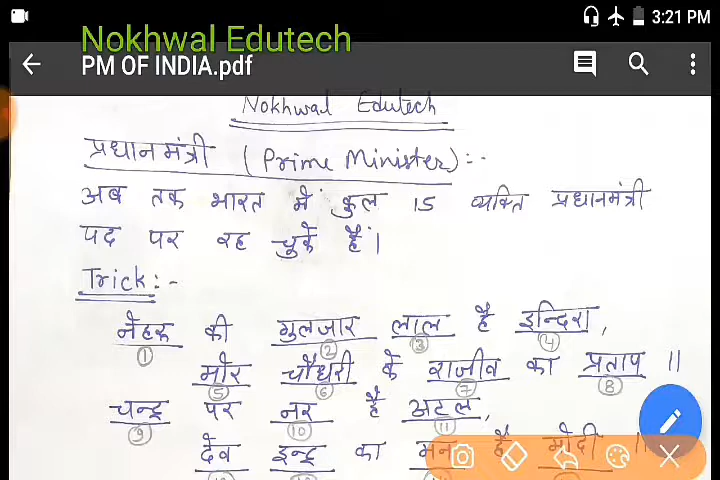 3:21 PM
Nokhwal Edutech
PM OF INDIA.pdf
Nokhwal Edutech
प्रधानमंत्री (Prime Minister):-
अब तक भारत में कुल 15 व्यक्ति प्रधानमंत्री
पद पर रह चुके हैं।
Trick:-
नेहरू की गुलजार लाल है इन्दिरा,
1 2 3 4
मोर चौधरी के राजीव का प्रताप ॥
5 6 7 8
चन्द्र पर नर है अटल,
9 10 11
देव इन्द्र का मन है मोदी ॥